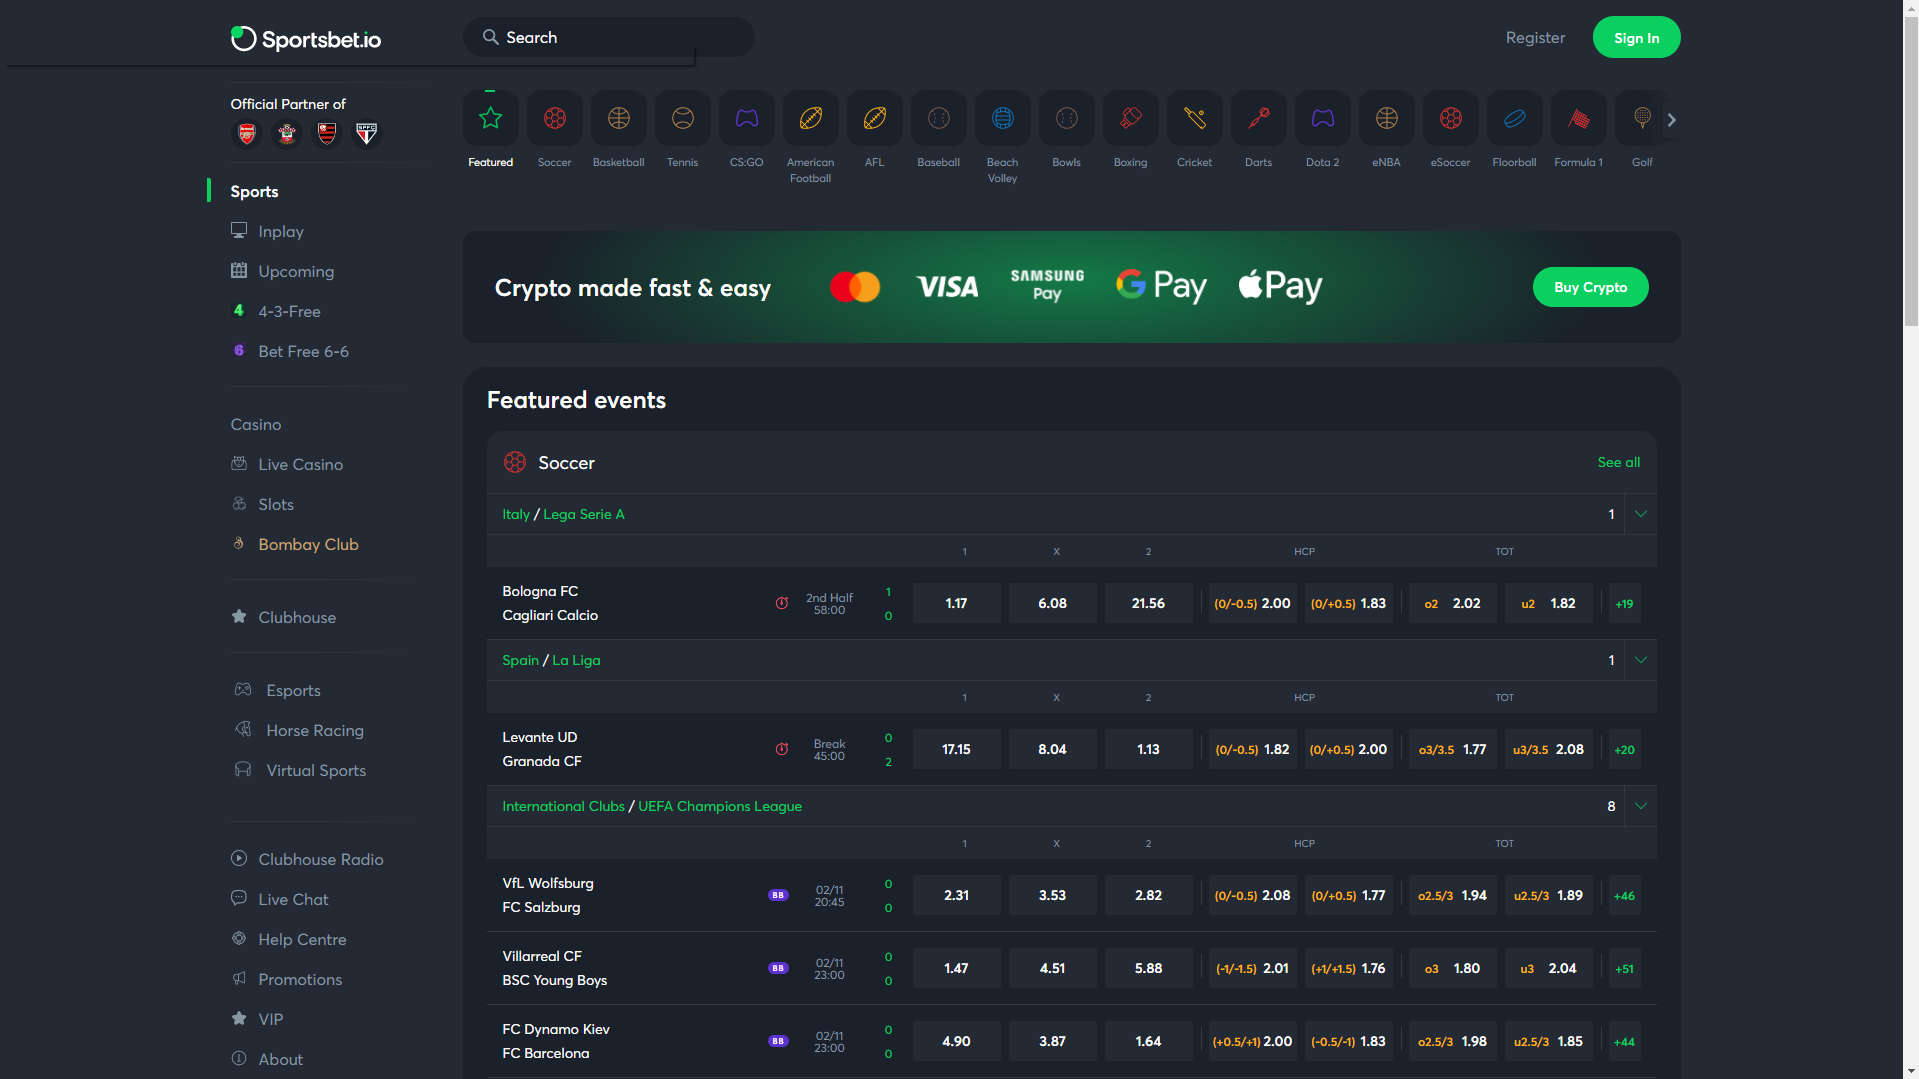 Sportsbet.io
Search
Register
Sign In
Official Partner of
SPFC
Featured
Soccer
Basketball
Tennis
CS:GO
American Football
AFL
Baseball
Beach Volley
Bowls
Boxing
Cricket
Darts
Dota 2
eNBA
eSoccer
Floorball
Formula 1
Golf
Sports
Inplay
Upcoming
4 4-3-Free
6 Bet Free 6-6
Casino
Live Casino
Slots
Bombay Club
Clubhouse
Esports
Horse Racing
Virtual Sports
Clubhouse Radio
Live Chat
Help Centre
Promotions
VIP
About
Crypto made fast & easy
VISA
SAMSUNG Pay
G Pay
Pay
Buy Crypto
Featured events
Soccer
See all
Italy / Lega Serie A 1
1 X 2 HCP TOT
Bologna FC 2nd Half 1
Cagliari Calcio 58:00 0
1.17 6.08 21.56 (0/-0.5) 2.00 (0/+0.5) 1.83 o2 2.02 u2 1.82 +19
Spain / La Liga 1
1 X 2 HCP TOT
Levante UD Break 0
Granada CF 45:00 2
17.15 8.04 1.13 (0/-0.5) 1.82 (0/+0.5) 2.00 o3/3.5 1.77 u3/3.5 2.08 +20
International Clubs / UEFA Champions League 8
1 X 2 HCP TOT
VfL Wolfsburg BB 02/11 0
FC Salzburg 20:45 0
2.31 3.53 2.82 (0/-0.5) 2.08 (0/+0.5) 1.77 o2.5/3 1.94 u2.5/3 1.89 +46
Villarreal CF BB 02/11 0
BSC Young Boys 23:00 0
1.47 4.51 5.88 (-1/-1.5) 2.01 (+1/+1.5) 1.76 o3 1.80 u3 2.04 +51
FC Dynamo Kiev BB 02/11 0
FC Barcelona 23:00 0
4.90 3.87 1.64 (+0.5/+1) 2.00 (-0.5/-1) 1.83 o2.5/3 1.98 u2.5/3 1.85 +44